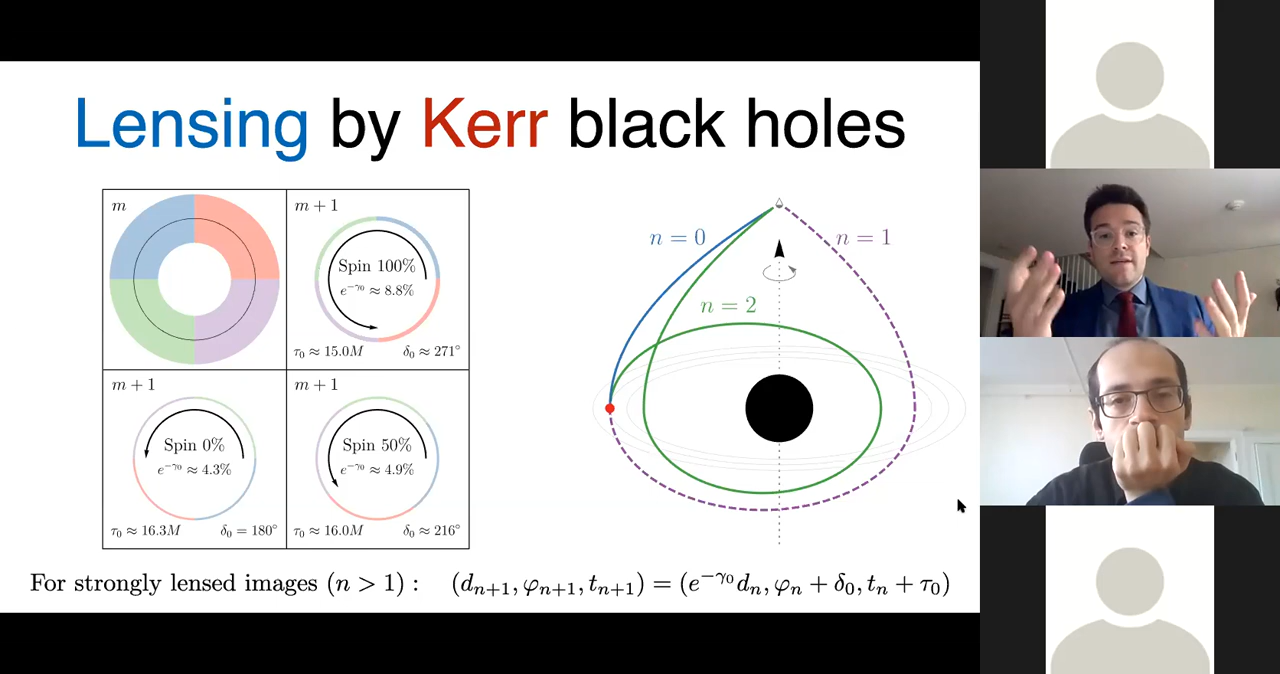 Lensing by Kerr black holes
m
m + 1
Spin 100%
e^{-γ₀} ≈ 8.8%
τ₀ ≈ 15.0M
δ₀ ≈ 271°
m + 1
Spin 0%
e^{-γ₀} ≈ 4.3%
τ₀ ≈ 16.3M
δ₀ = 180°
m + 1
Spin 50%
e^{-γ₀} ≈ 4.9%
τ₀ ≈ 16.0M
δ₀ ≈ 216°
n = 0
n = 1
n = 2
For strongly lensed images (n > 1) : (d_{n+1}, φ_{n+1}, t_{n+1}) = (e^{-γ₀}d_n, φ_n + δ₀, t_n + τ₀)